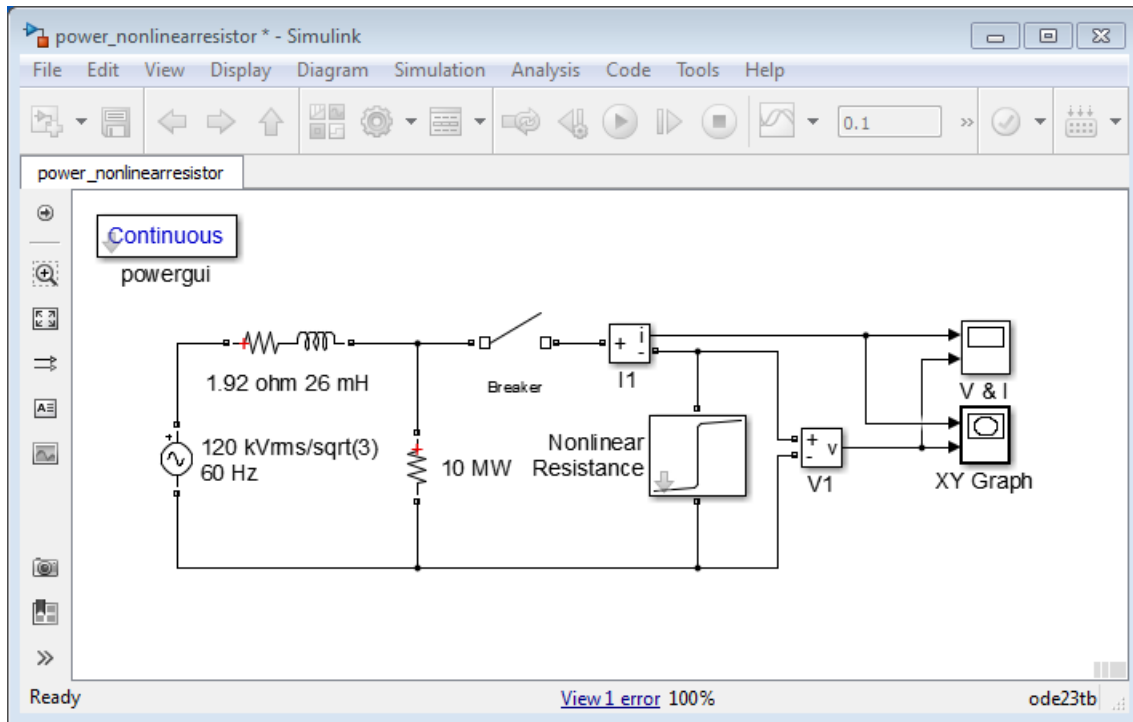 power_nonlinearresistor * - Simulink
File Edit View Display Diagram Simulation Analysis Code Tools Help
0.1 »
power_nonlinearresistor
Continuous
powergui
1.92 ohm 26 mH
Breaker
+ i -
I1
V & I
120 kVrms/sqrt(3)
60 Hz
10 MW
Nonlinear
Resistance
+ - v
V1
XY Graph
Ready View 1 error 100% ode23tb